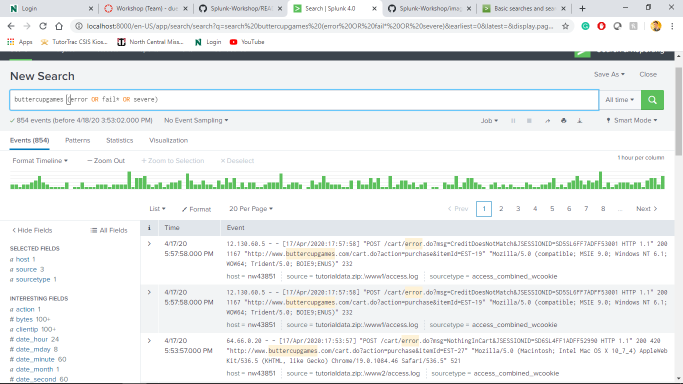 Login
Workshop (Team) - du
Splunk-Workshop/REA
Search | Splunk 4.0
Splunk-Workshop/imag
Basic searches and sea
localhost:8000/en-US/app/search/search?q=search%20buttercupgames%20(error%20OR%20fail*%20OR%20severe)&earliest=0&latest=&display.pag...
Apps
TutorTrac CSIS Kios...
North Central Miss...
Login
YouTube
New Search
Save As
Close
buttercupgames (error OR fail* OR severe)
All time
854 events (before 4/18/20 3:53:02.000 PM)
No Event Sampling
Job
Smart Mode
Events (854)
Patterns
Statistics
Visualization
Format Timeline
— Zoom Out
+ Zoom to Selection
× Deselect
1 hour per column
List
Format
20 Per Page
< Prev
1 2 3 4 5 6 7 8 ...
Next >
< Hide Fields
All Fields
i
Time
Event
SELECTED FIELDS
a host 1
a source 3
a sourcetype 1
INTERESTING FIELDS
a action 1
# bytes 100+
a clientip 100+
# date_hour 24
# date_mday 8
# date_minute 60
a date_month 1
# date_second 60
4/17/20
5:57:58.000 PM
12.130.60.5 - - [17/Apr/2020:17:57:58] "POST /cart/error.do?msg=CreditDoesNotMatch&JSESSIONID=SD5SL6FF7ADFF53001 HTTP 1.1" 200
1167 "http://www.buttercupgames.com/cart.do?action=purchase&itemId=EST-19" "Mozilla/5.0 (compatible; MSIE 9.0; Windows NT 6.1;
WOW64; Trident/5.0; BOIE9;ENUS)" 232
host = nw43851 source = tutorialdata.zip:./www1/access.log sourcetype = access_combined_wcookie
4/17/20
5:57:58.000 PM
12.130.60.5 - - [17/Apr/2020:17:57:58] "POST /cart/error.do?msg=CreditDoesNotMatch&JSESSIONID=SD5SL6FF7ADFF53001 HTTP 1.1" 200
1167 "http://www.buttercupgames.com/cart.do?action=purchase&itemId=EST-19" "Mozilla/5.0 (compatible; MSIE 9.0; Windows NT 6.1;
WOW64; Trident/5.0; BOIE9;ENUS)" 232
host = nw43851 source = tutorialdata.zip:./www1/access.log sourcetype = access_combined_wcookie
4/17/20
5:53:57.000 PM
64.66.0.20 - - [17/Apr/2020:17:53:57] "POST /cart/error.do?msg=NothingInCart&JSESSIONID=SD6SL4FF1ADFF52990 HTTP 1.1" 200 420
"http://www.buttercupgames.com/cart.do?action=purchase&itemId=EST-27" "Mozilla/5.0 (Macintosh; Intel Mac OS X 10_7_4) AppleWeb
Kit/536.5 (KHTML, like Gecko) Chrome/19.0.1084.46 Safari/536.5" 521
host = nw43851 source = tutorialdata.zip:./www2/access.log sourcetype = access_combined_wcookie